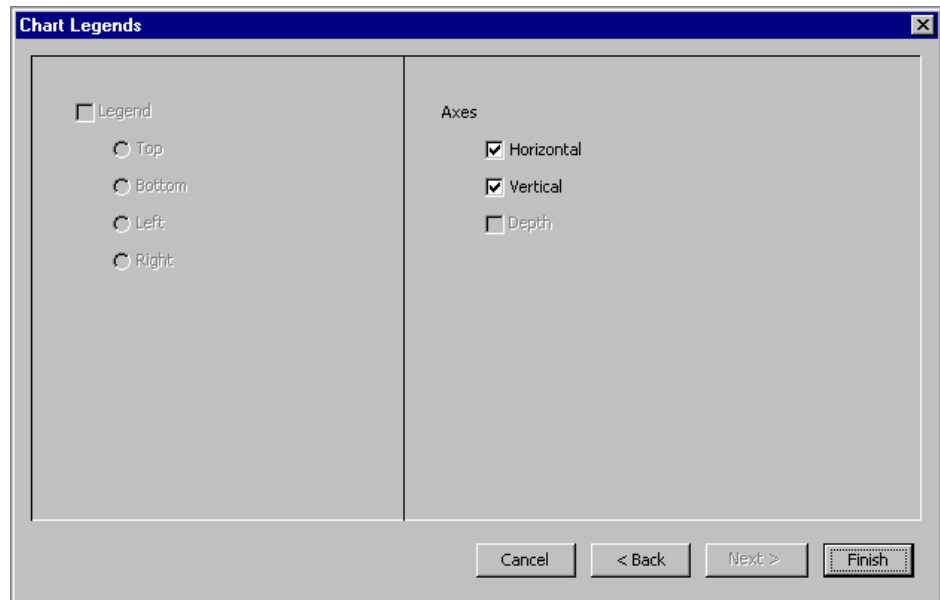 Chart Legends
Legend
Top
Bottom
Left
Right
Axes
Horizontal
Vertical
Depth
Cancel
< Back
Next >
Finish